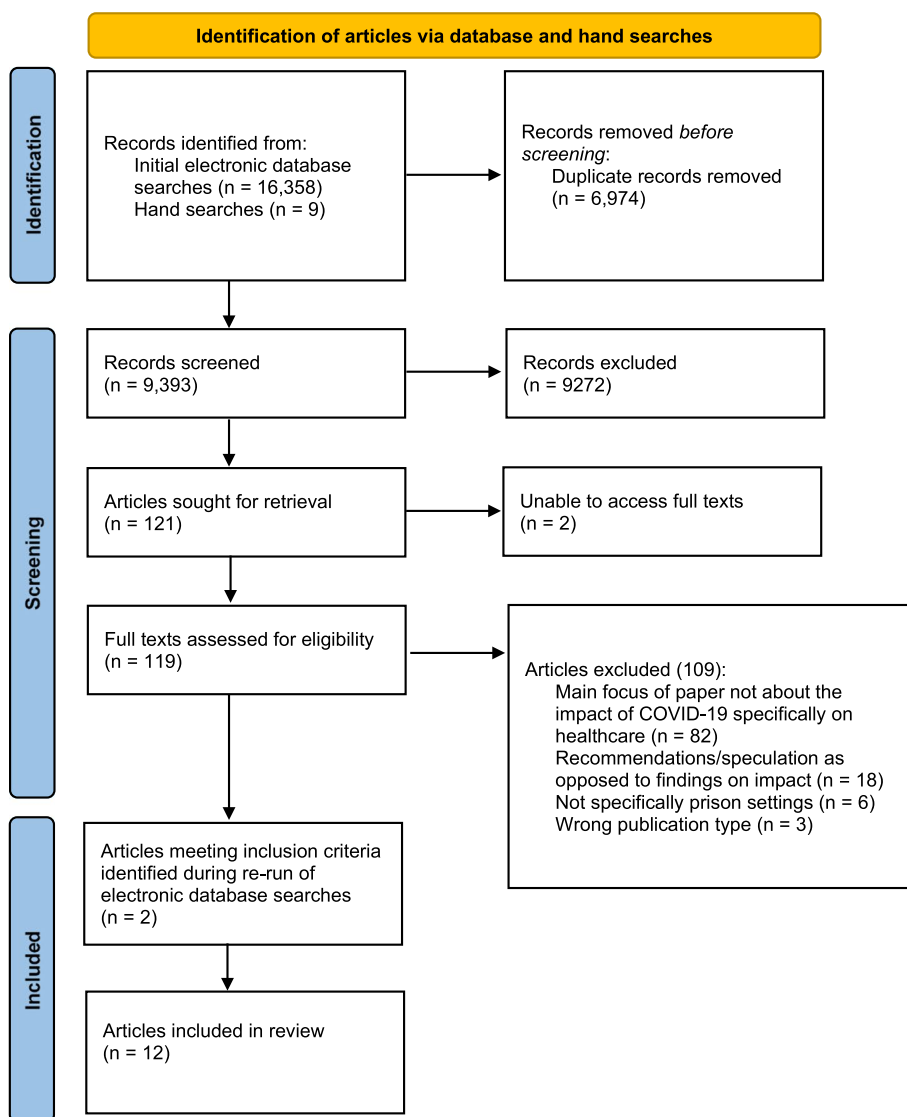 Identification of articles via database and hand searches
Identification
Records identified from:
Initial electronic database
searches (n = 16,358)
Hand searches (n = 9)
Records removed before
screening:
Duplicate records removed
(n = 6,974)
Screening
Records screened
(n = 9,393)
Records excluded
(n = 9272)
Articles sought for retrieval
(n = 121)
Unable to access full texts
(n = 2)
Full texts assessed for eligibility
(n = 119)
Articles excluded (109):
Main focus of paper not about the
impact of COVID-19 specifically on
healthcare (n = 82)
Recommendations/speculation as
opposed to findings on impact (n = 18)
Not specifically prison settings (n = 6)
Wrong publication type (n = 3)
Included
Articles meeting inclusion criteria
identified during re-run of
electronic database searches
(n = 2)
Articles included in review
(n = 12)